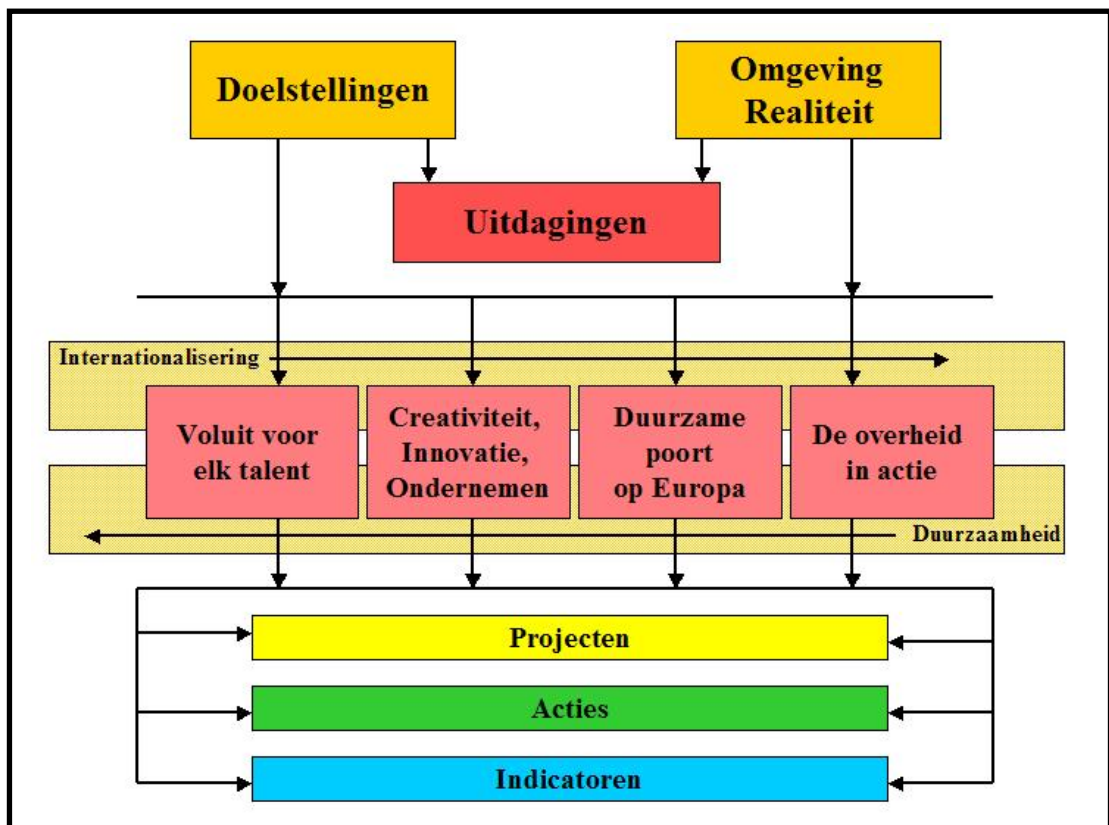 Doelstellingen
Omgeving
Realiteit
Uitdagingen
Internationalisering
Voluit voor
elk talent
Creativiteit,
Innovatie,
Ondernemen
Duurzame
poort
op Europa
De overheid
in actie
Duurzaamheid
Projecten
Acties
Indicatoren